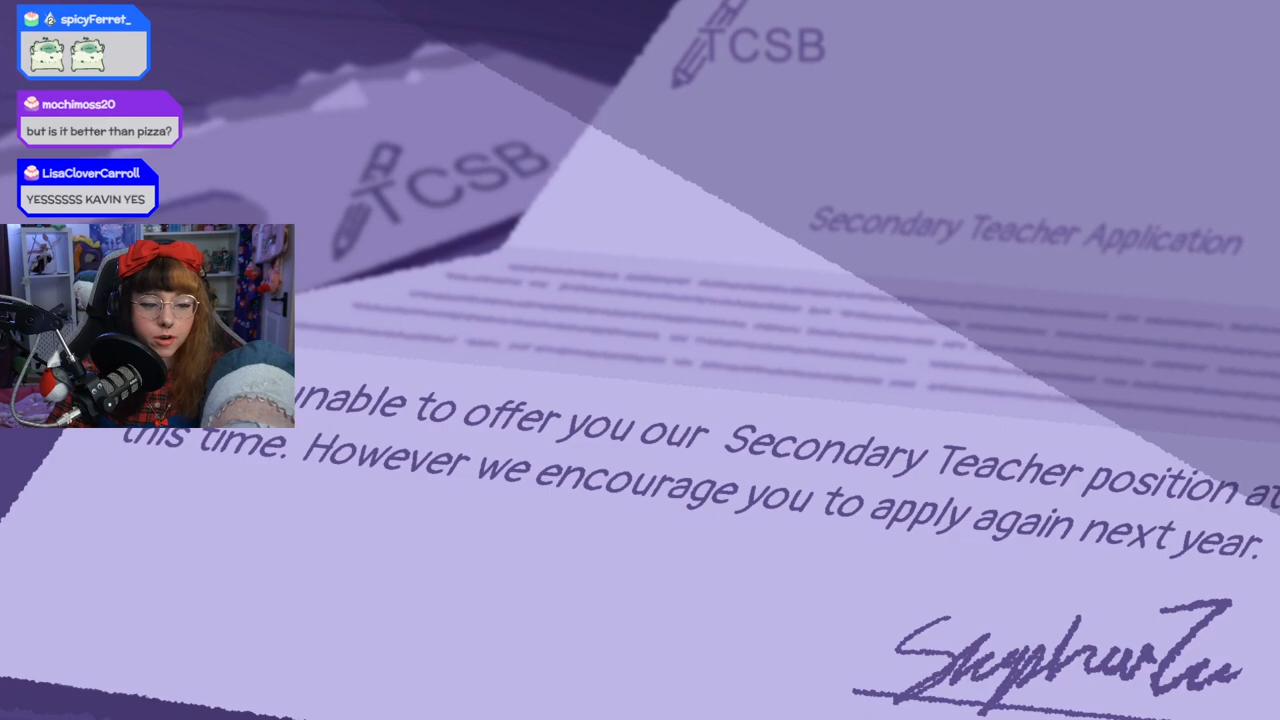 spicyFerret_
mochimoss20
but is it better than pizza?
LisaCloverCarroll
YESSSSSS KAVIN YES
TCSB
TCSB
Secondary Teacher Application
unable to offer you our Secondary Teacher position at
this time. However we encourage you to apply again next year.